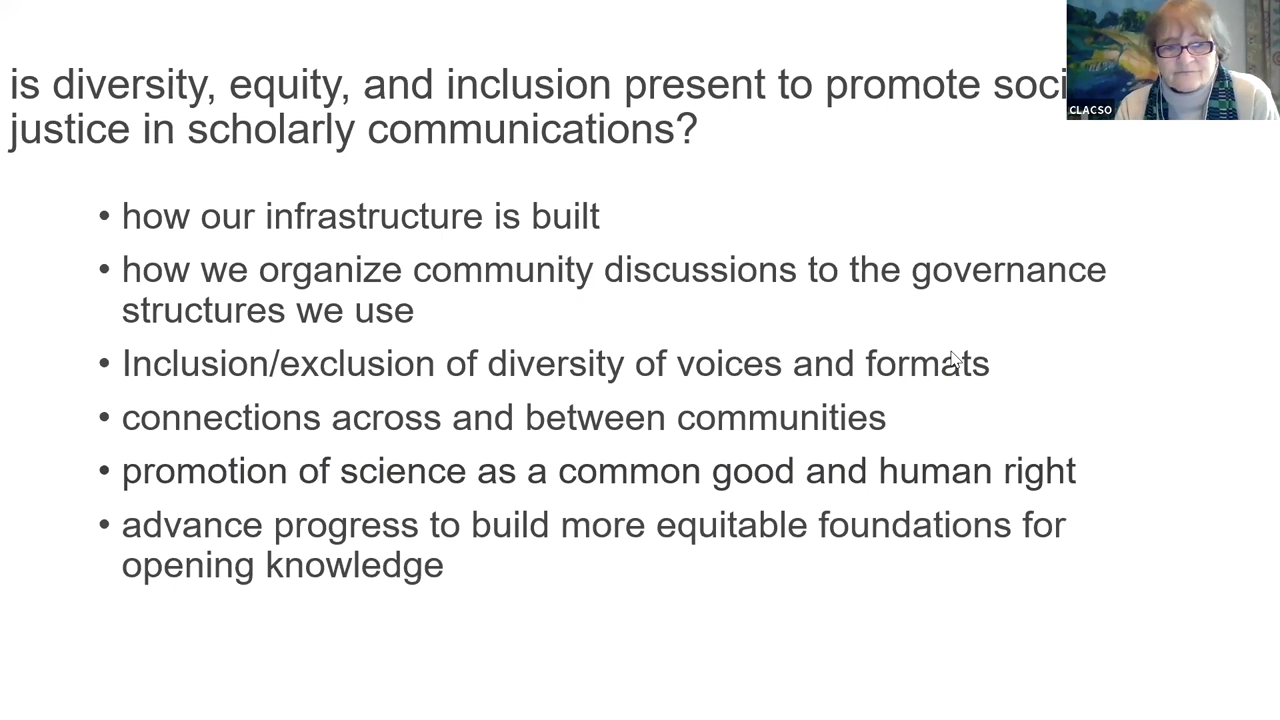 is diversity, equity, and inclusion present to promote soci
justice in scholarly communications?
CLACSO
• how our infrastructure is built
• how we organize community discussions to the governance
structures we use
• Inclusion/exclusion of diversity of voices and formats
• connections across and between communities
• promotion of science as a common good and human right
• advance progress to build more equitable foundations for
opening knowledge